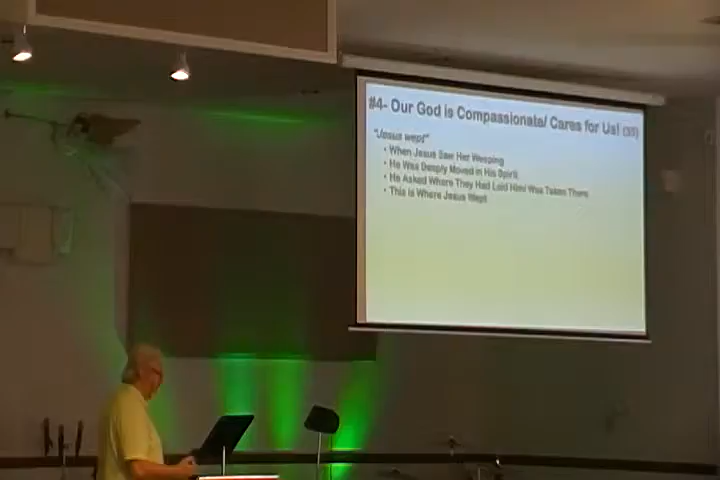 #4- Our God is Compassionate/ Cares for Us! (35)
"Jesus wept"
• When Jesus Saw Her Weeping
• He Was Deeply Moved in His Spirit
• He Asked Where They Had Laid Him/ Was Taken There
• This is Where Jesus Wept